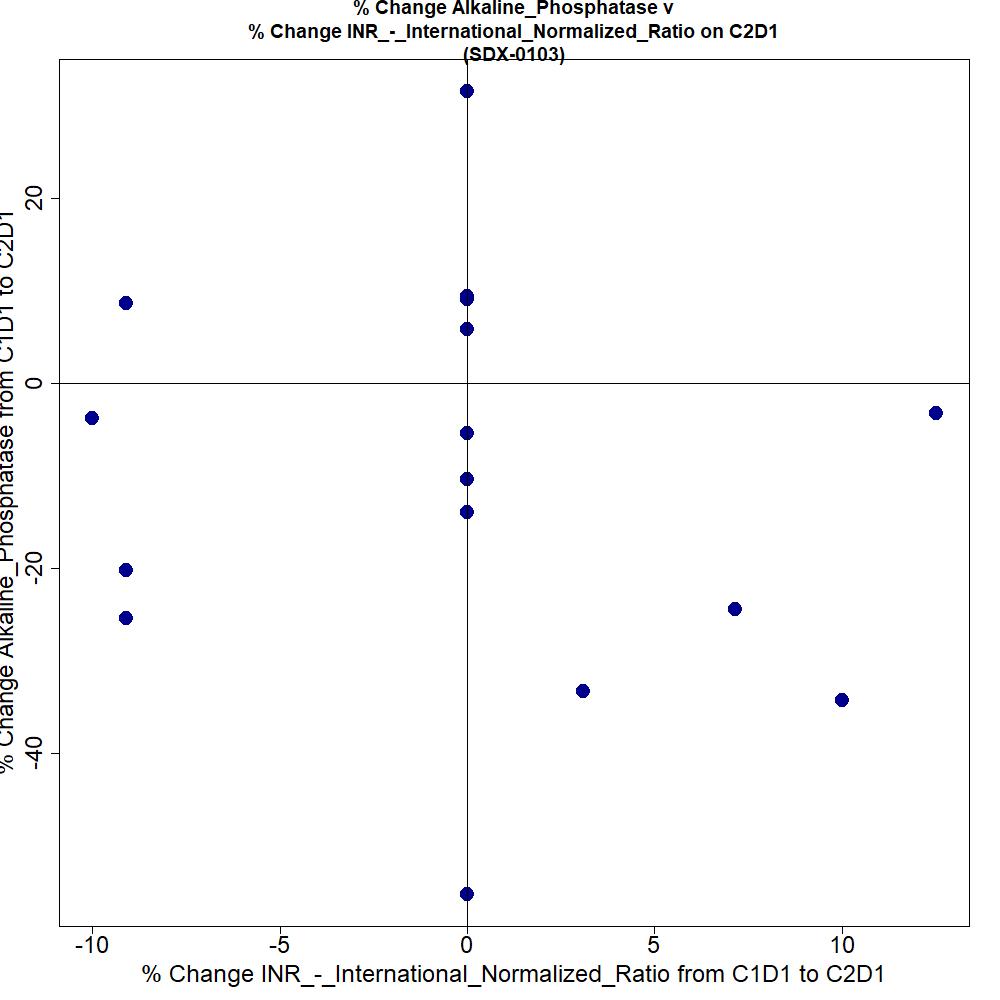 % Change Alkaline_Phosphatase v
% Change INR_-_International_Normalized_Ratio on C2D1
(SDX-0103)
% Change Alkaline_Phosphatase from C1D1 to C2D1
20
0
-20
-40
-10
-5
0
5
10
% Change INR_-_International_Normalized_Ratio from C1D1 to C2D1